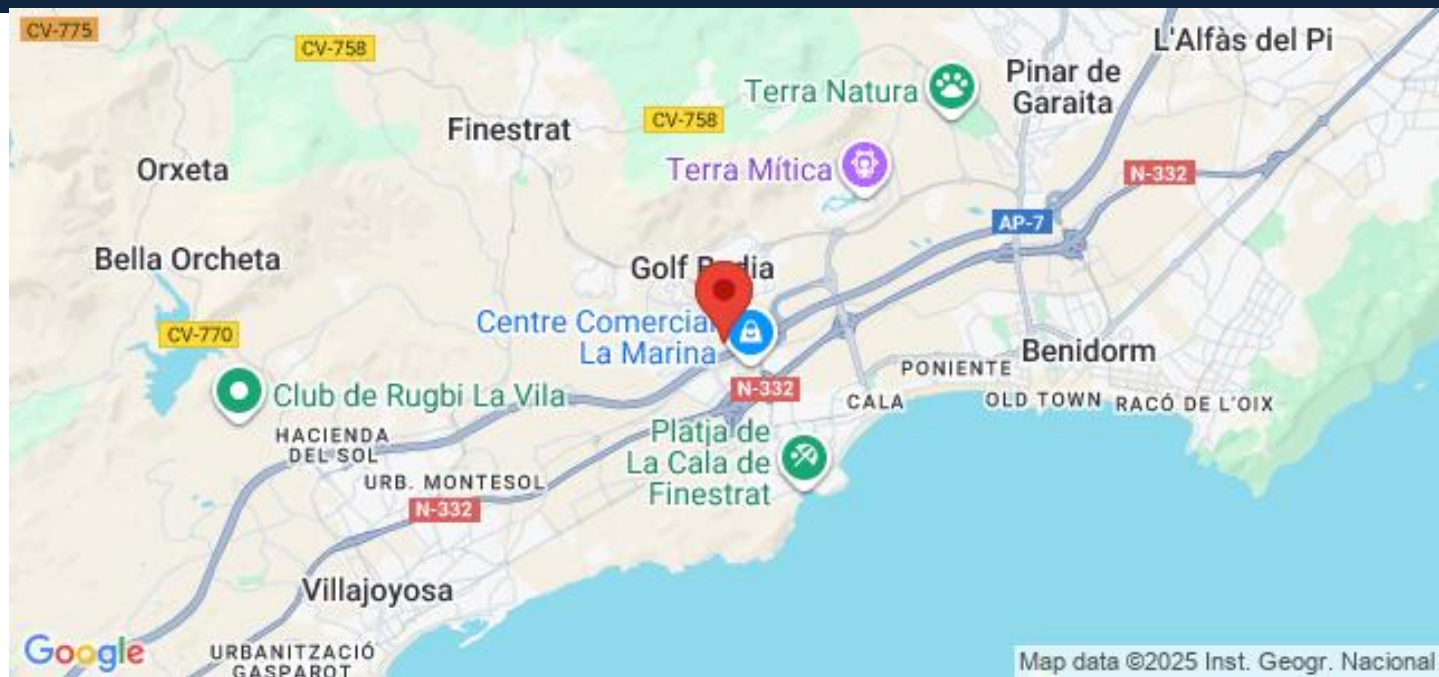 CV-775
CV-758
L'Alfàs del Pi
Terra Natura
Pinar de
Garaita
Finestrat
CV-758
Orxeta
Terra Mítica
N-332
AP-7
Bella Orcheta
Golf
CV-770
Centre Comercial
La Marina
Benidorm
N-332
PONIENTE
Club de Rugbi La Vila
CALA
OLD TOWN
RACÓ DE L'OIX
HACIENDA
DEL SOL
Platja de
La Cala de
Finestrat
URB. MONTESOL
N-332
Villajoyosa
Google
URBANITZACIÓ
GASPAROT
Map data ©2025 Inst. Geogr. Nacional